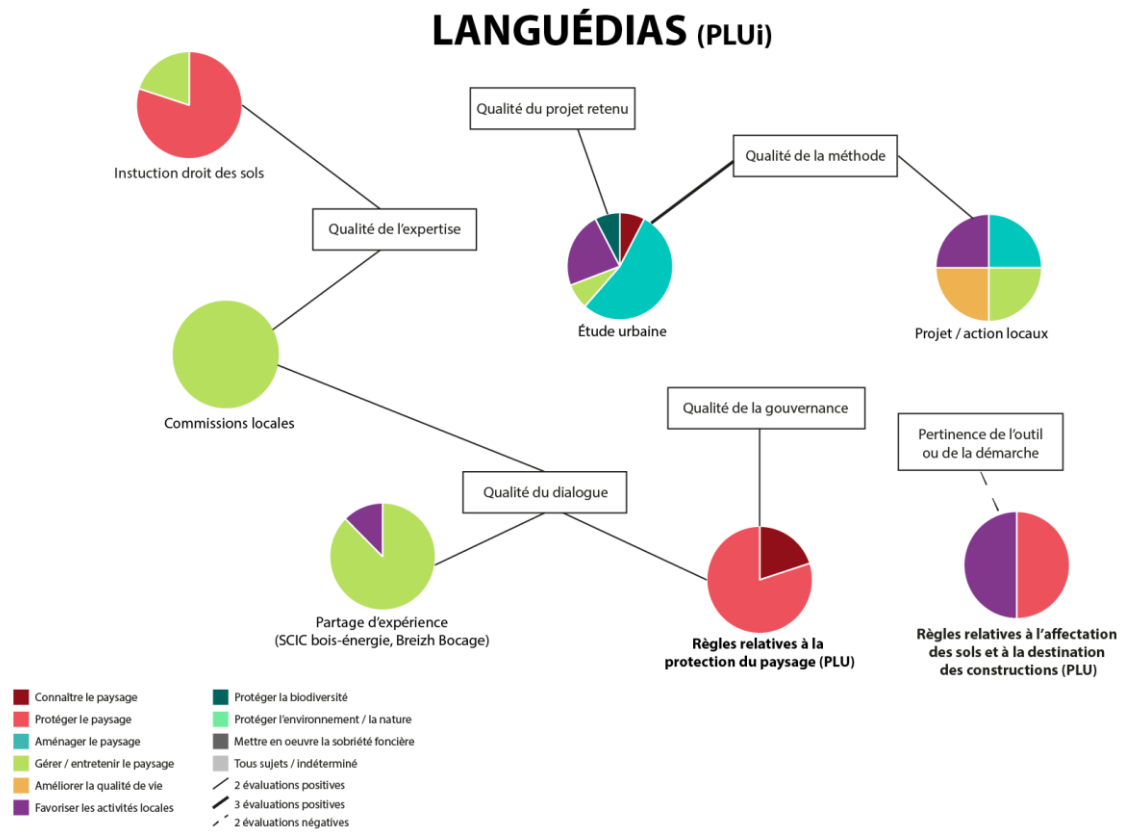 LANGUÉDIAS (PLUi)
Qualité du projet retenu
Qualité de la méthode
Instuction droit des sols
Qualité de l'expertise
Étude urbaine
Projet / action locaux
Commissions locales
Qualité de la gouvernance
Pertinence de l'outil
ou de la démarche
Qualité du dialogue
Partage d'expérience
(SCIC bois-énergie, Breizh Bocage)
Règles relatives à la
protection du paysage (PLU)
Règles relatives à l'affectation
des sols et à la destination
des constructions (PLU)
Connaître le paysage
Protéger le paysage
Aménager le paysage
Gérer / entretenir le paysage
Améliorer la qualité de vie
Favoriser les activités locales
Protéger la biodiversité
Protéger l'environnement / la nature
Mettre en oeuvre la sobriété foncière
Tous sujets / indéterminé
2 évaluations positives
3 évaluations positives
2 évaluations négatives